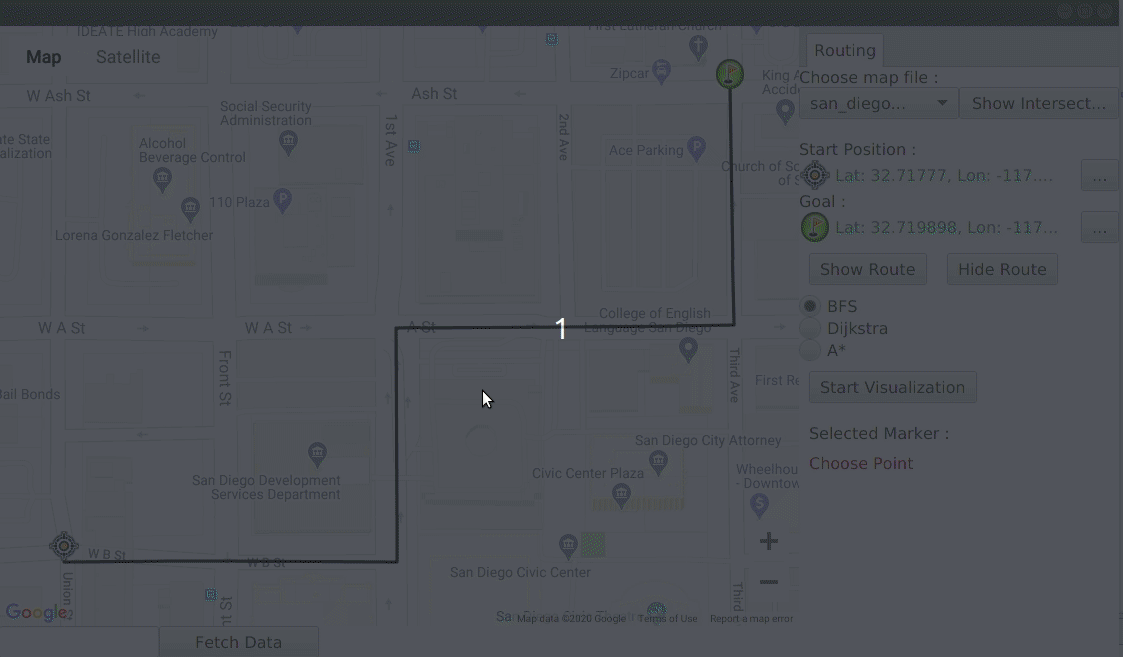 IDEATE High Academy
First Lutheran Church
Map
Satellite
Zipcar
King A
Accide
W Ash St
Ash St
Social Security
Administration
1st Ave
2nd Ave
te State
alization
Alcohol
Beverage Control
Ace Parking
Church of Sc
of S
110 Plaza
Lorena Gonzalez Fletcher
College of English
Language San Diego
W A St
W A St
A St
1
Front St
Third Ave
ail Bonds
First Re
San Diego City Attorney
San Diego Development
Services Department
Civic Center Plaza
Wheelhou
- Downtow
W B St
W B St
San Diego Civic Center
Union
t St
Third
Google
Map data ©2020 Google
Terms of Use
Report a map error
Fetch Data
Routing
Choose map file :
san_diego...
Show Intersect...
Start Position :
Lat: 32.71777, Lon: -117....
...
Goal :
Lat: 32.719898, Lon: -117...
...
Show Route
Hide Route
BFS
Dijkstra
A*
Start Visualization
Selected Marker :
Choose Point